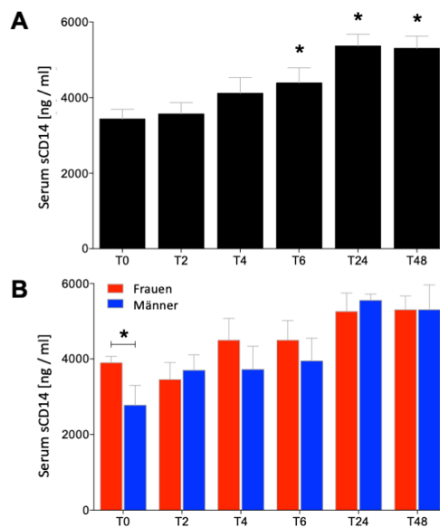 A
Serum sCD14 [ng / ml]
6000
4000
2000
0
*
*
*
T0 T2 T4 T6 T24 T48
B
Serum sCD14 [ng / ml]
6000
4000
2000
0
Frauen
Männer
*
T0 T2 T4 T6 T24 T48